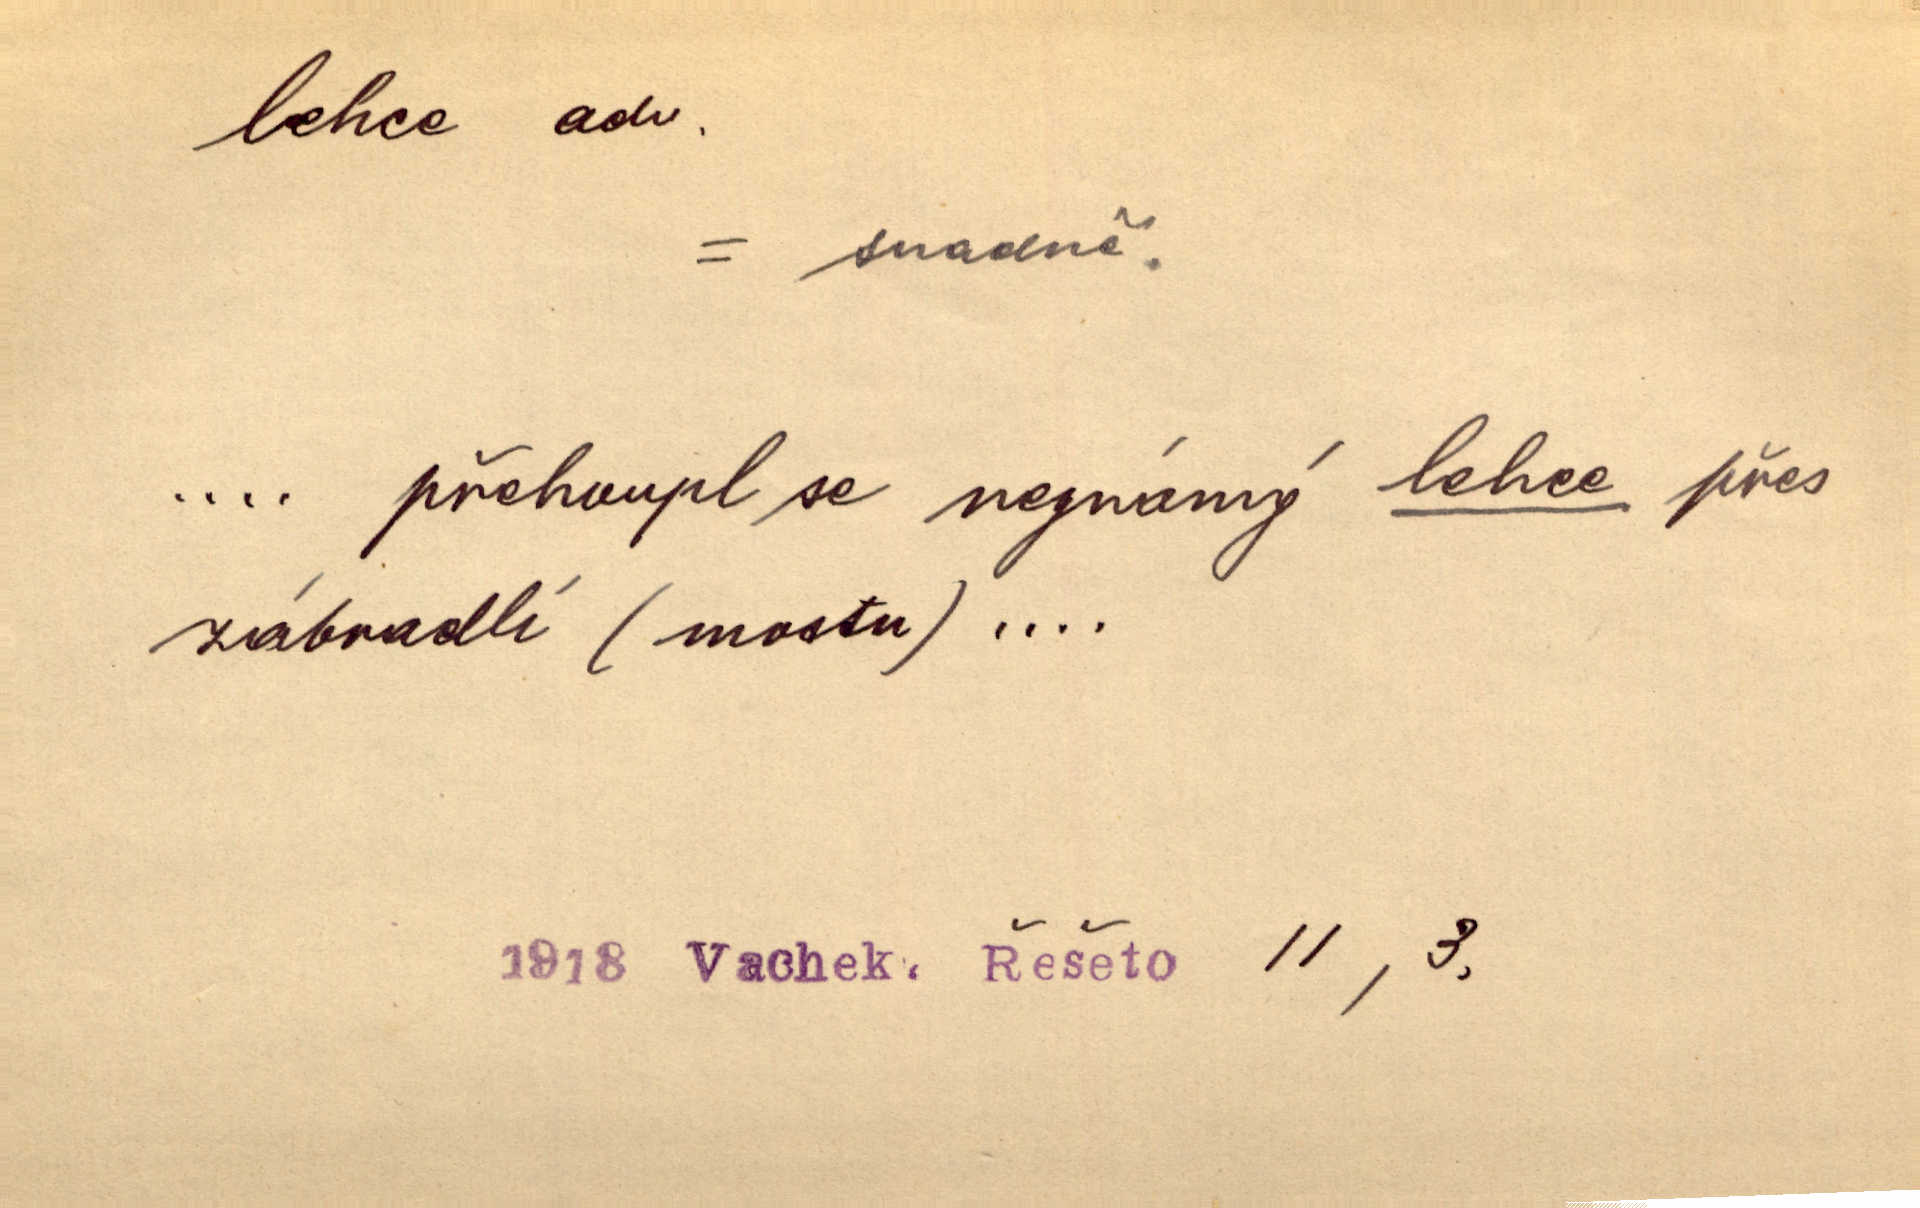 lehce adv.
= snadně.
.... přehoupl se neznámý lehce přes
zábradlí (mostu) ....
1918 Vachek. Řešeto 11, 3.